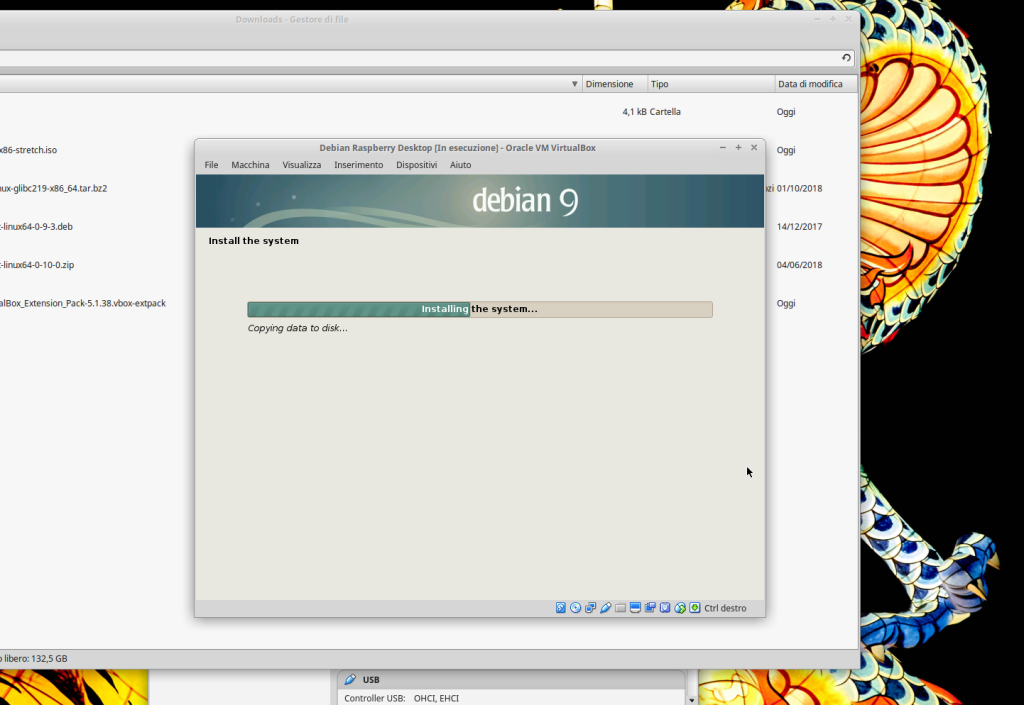 Downloads - Gestore di file
Dimensione Tipo Data di modifica
4,1 kB Cartella Oggi
x86-stretch.iso Oggi
nux-glibc219-x86_64.tar.bz2 01/10/2018
t-linux64-0-9-3.deb 14/12/2017
t-linux64-0-10-0.zip 04/06/2018
alBox_Extension_Pack-5.1.38.vbox-extpack Oggi
Debian Raspberry Desktop [In esecuzione] - Oracle VM VirtualBox
File Macchina Visualizza Inserimento Dispositivi Aiuto
debian 9
Install the system
Installing the system...
Copying data to disk...
Ctrl destro
o libero: 132,5 GB
USB
Controller USB: OHCI, EHCI